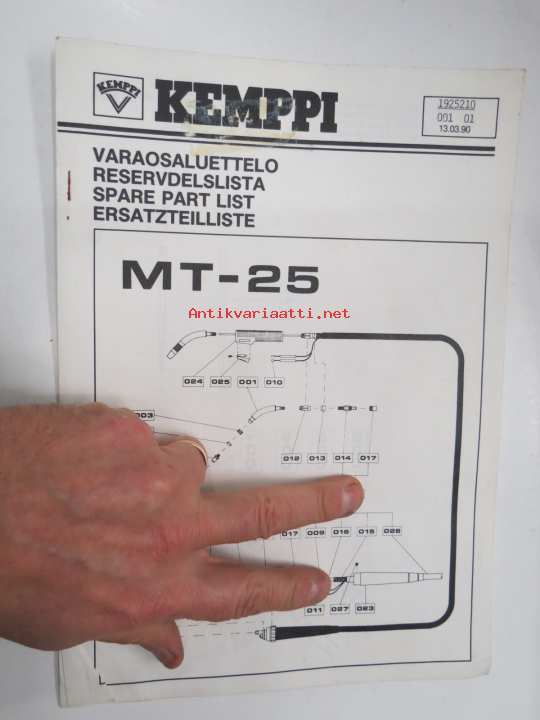 KEMPPI
KEMPPI
1925210
001 01
13.03.90
VARAOSALUETTELO
RESERVDELSLISTA
SPARE PART LIST
ERSATZTEILLISTE
MT-25
Antikvariaatti.net
024 025 001 010
003
012 013 014 017
017 009 016 015 028
011 027 023